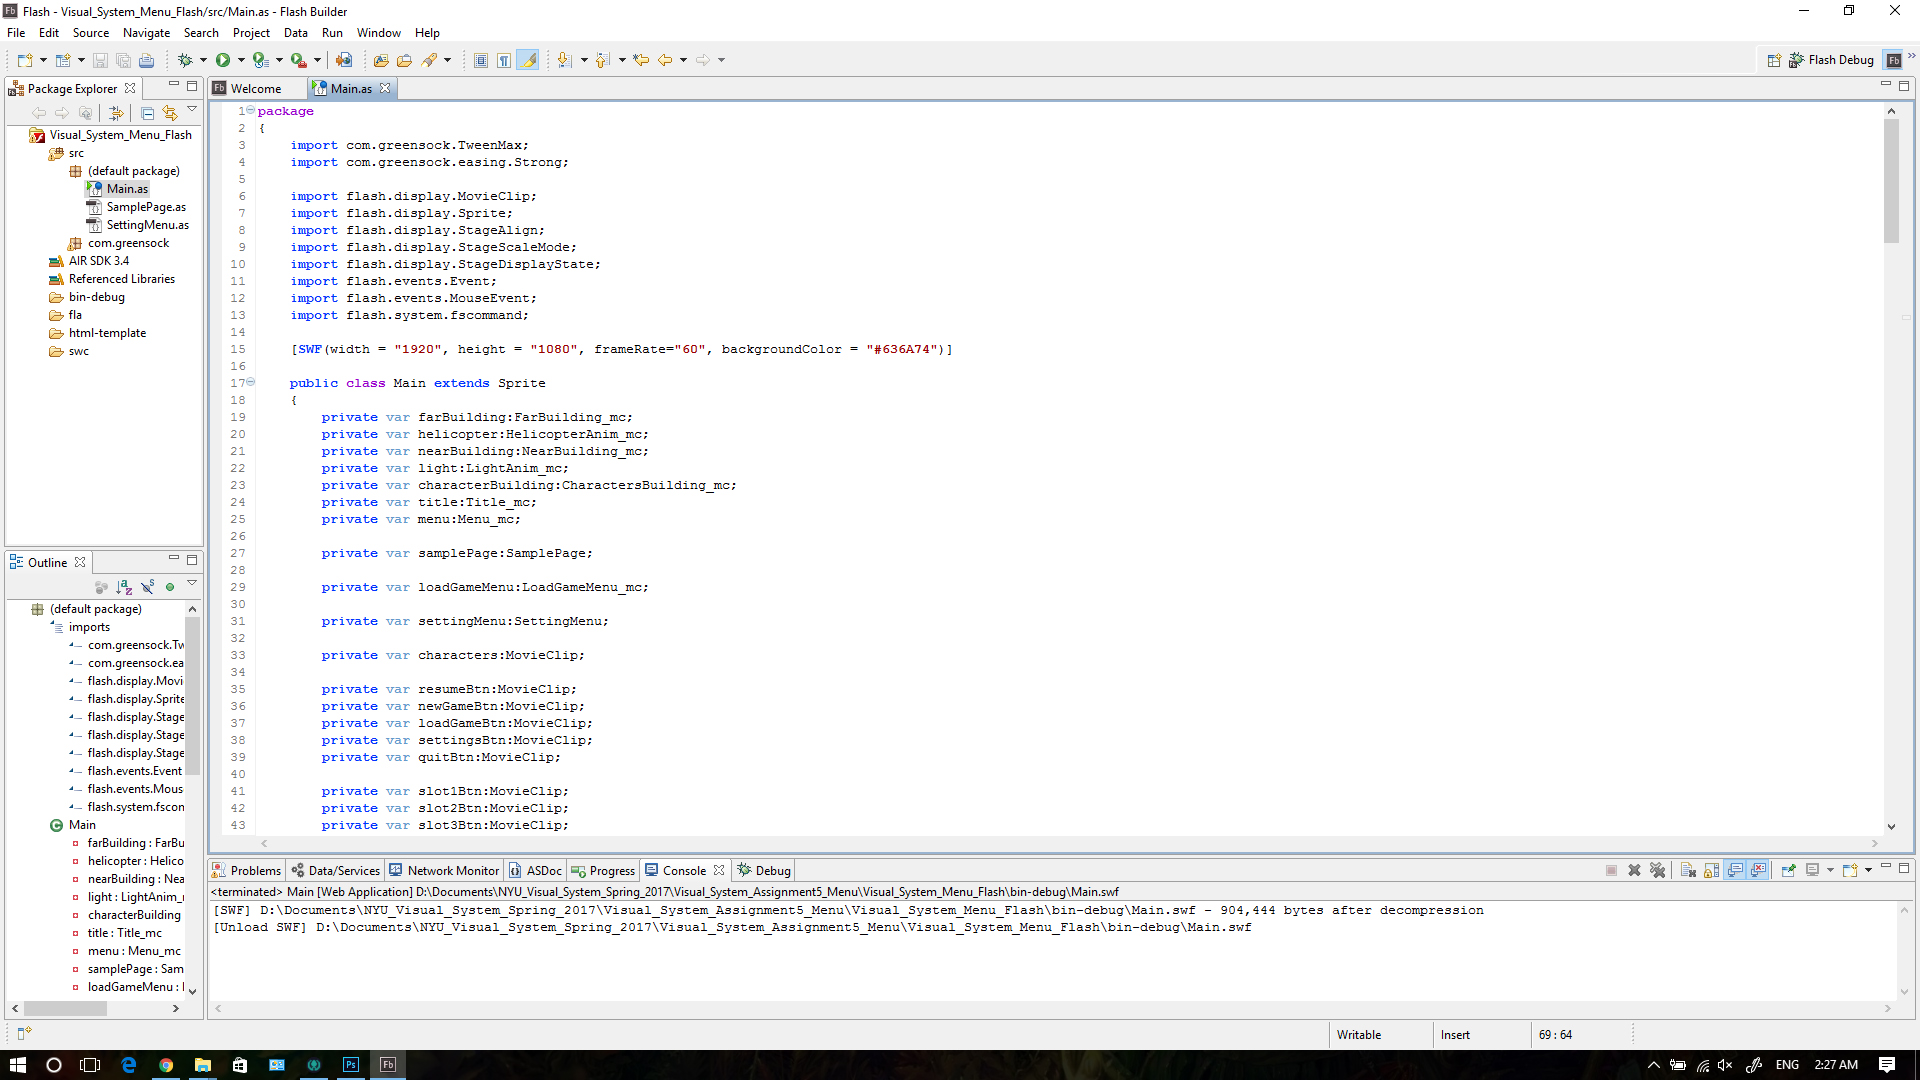 Flash - Visual_System_Menu_Flash/src/Main.as - Flash Builder
File Edit Source Navigate Search Project Data Run Window Help
Flash Debug
Package Explorer
Visual_System_Menu_Flash
src
(default package)
Main.as
SamplePage.as
SettingMenu.as
com.greensock
AIR SDK 3.4
Referenced Libraries
bin-debug
fla
html-template
swc
Outline
(default package)
imports
com.greensock.Tw
com.greensock.ea
flash.display.Movi
flash.display.Sprite
flash.display.Stage
flash.display.Stage
flash.display.Stage
flash.events.Event
flash.events.Mous
flash.system.fscon
Main
farBuilding : FarBu
helicopter : Helico
nearBuilding : Nea
light : LightAnim_
characterBuilding
title : Title_mc
menu : Menu_mc
samplePage : Sam
loadGameMenu : l
Welcome Main.as
1 package
2 {
3 import com.greensock.TweenMax;
4 import com.greensock.easing.Strong;
5
6 import flash.display.MovieClip;
7 import flash.display.Sprite;
8 import flash.display.StageAlign;
9 import flash.display.StageScaleMode;
10 import flash.display.StageDisplayState;
11 import flash.events.Event;
12 import flash.events.MouseEvent;
13 import flash.system.fscommand;
14
15 [SWF(width = "1920", height = "1080", frameRate="60", backgroundColor = "#636A74")]
16
17 public class Main extends Sprite
18 {
19 private var farBuilding:FarBuilding_mc;
20 private var helicopter:HelicopterAnim_mc;
21 private var nearBuilding:NearBuilding_mc;
22 private var light:LightAnim_mc;
23 private var characterBuilding:CharactersBuilding_mc;
24 private var title:Title_mc;
25 private var menu:Menu_mc;
26
27 private var samplePage:SamplePage;
28
29 private var loadGameMenu:LoadGameMenu_mc;
30
31 private var settingMenu:SettingMenu;
32
33 private var characters:MovieClip;
34
35 private var resumeBtn:MovieClip;
36 private var newGameBtn:MovieClip;
37 private var loadGameBtn:MovieClip;
38 private var settingsBtn:MovieClip;
39 private var quitBtn:MovieClip;
40
41 private var slot1Btn:MovieClip;
42 private var slot2Btn:MovieClip;
43 private var slot3Btn:MovieClip;
Problems Data/Services Network Monitor ASDoc Progress Console Debug
<terminated> Main [Web Application] D:\Documents\NYU_Visual_System_Spring_2017\Visual_System_Assignment5_Menu\Visual_System_Menu_Flash\bin-debug\Main.swf
[SWF] D:\Documents\NYU_Visual_System_Spring_2017\Visual_System_Assignment5_Menu\Visual_System_Menu_Flash\bin-debug\Main.swf - 904,444 bytes after decompression
[Unload SWF] D:\Documents\NYU_Visual_System_Spring_2017\Visual_System_Assignment5_Menu\Visual_System_Menu_Flash\bin-debug\Main.swf
Writable Insert 69 : 64
ENG 2:27 AM